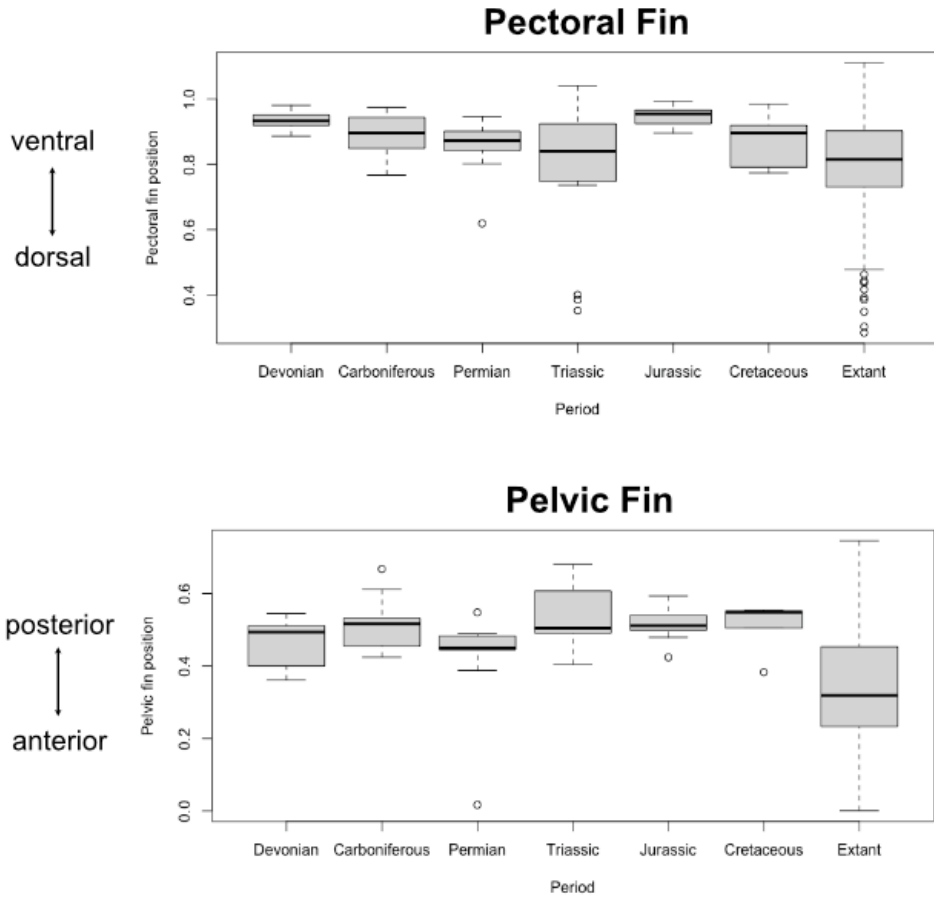 Pectoral Fin
ventral
dorsal
Pectoral fin position
1.0
0.8
0.6
0.4
Devonian Carboniferous Permian Triassic Jurassic Cretaceous Extant
Period
Pelvic Fin
posterior
anterior
Pelvic fin position
0.6
0.4
0.2
0.0
Devonian Carboniferous Permian Triassic Jurassic Cretaceous Extant
Period